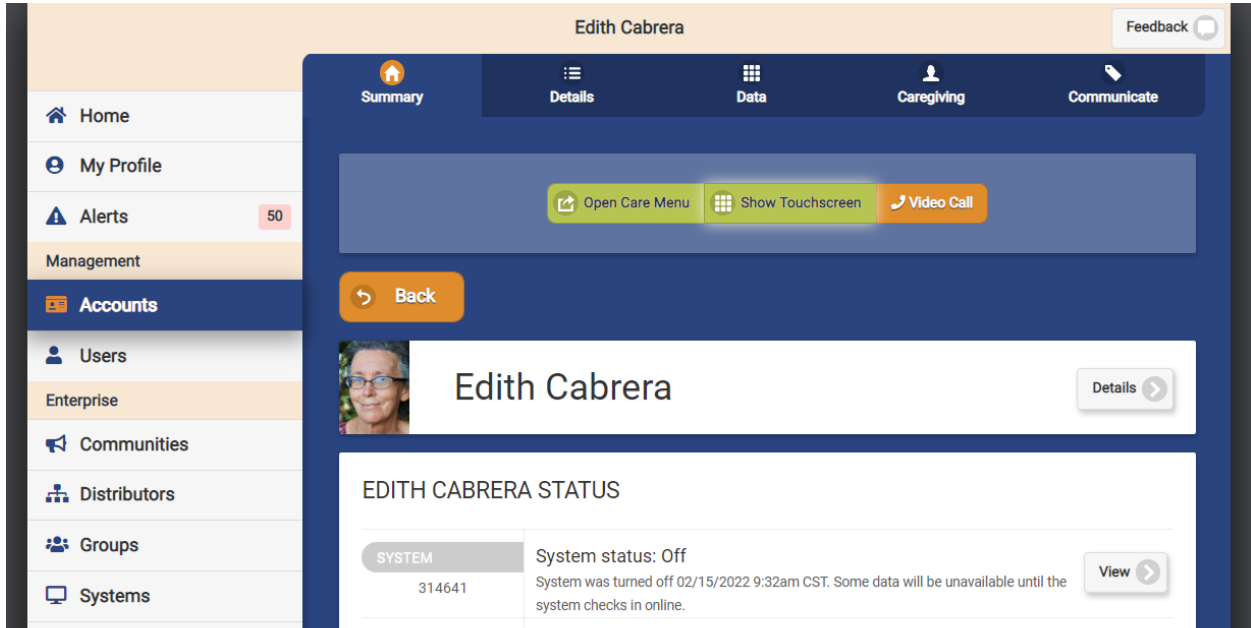 Edith Cabrera
Feedback
Summary
Details
Data
Caregiving
Communicate
Home
My Profile
Alerts
50
Management
Accounts
Users
Enterprise
Communities
Distributors
Groups
Systems
Open Care Menu
Show Touchscreen
Video Call
Back
Edith Cabrera
Details
EDITH CABRERA STATUS
SYSTEM
314641
System status: Off
System was turned off 02/15/2022 9:32am CST. Some data will be unavailable until the
system checks in online.
View